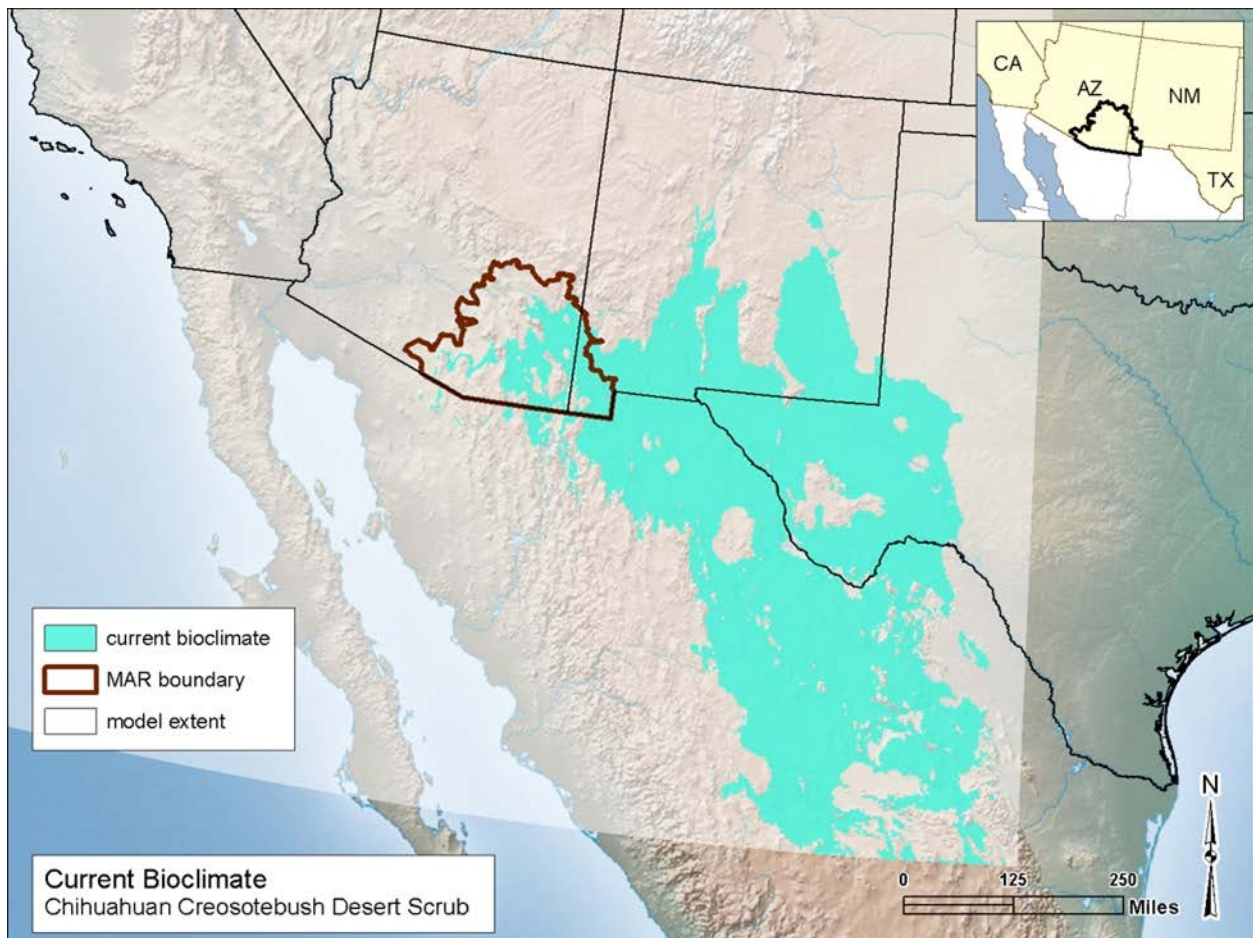 CA
AZ
NM
TX
current bioclimate
MAR boundary
model extent
Current Bioclimate
Chihuahuan Creosotebush Desert Scrub
N
0 125 250
Miles